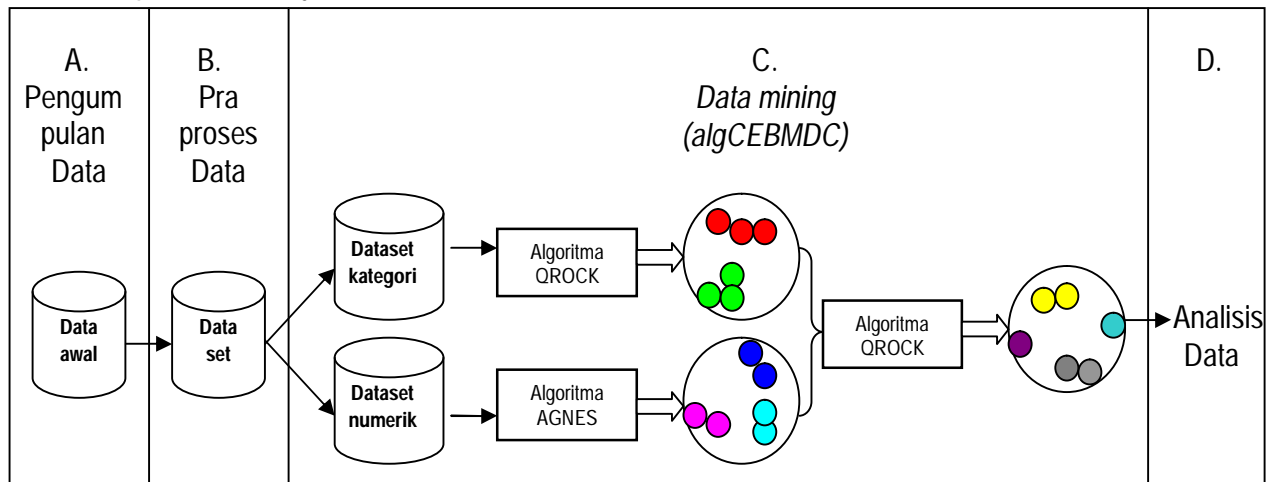 A.
Pengum
pulan
Data
B.
Pra
proses
Data
C.
Data mining
(algCEBMDC)
D.
Data
awal
Data
set
Dataset
kategori
Dataset
numerik
Algoritma
QROCK
Algoritma
AGNES
Algoritma
QROCK
Analisis
Data